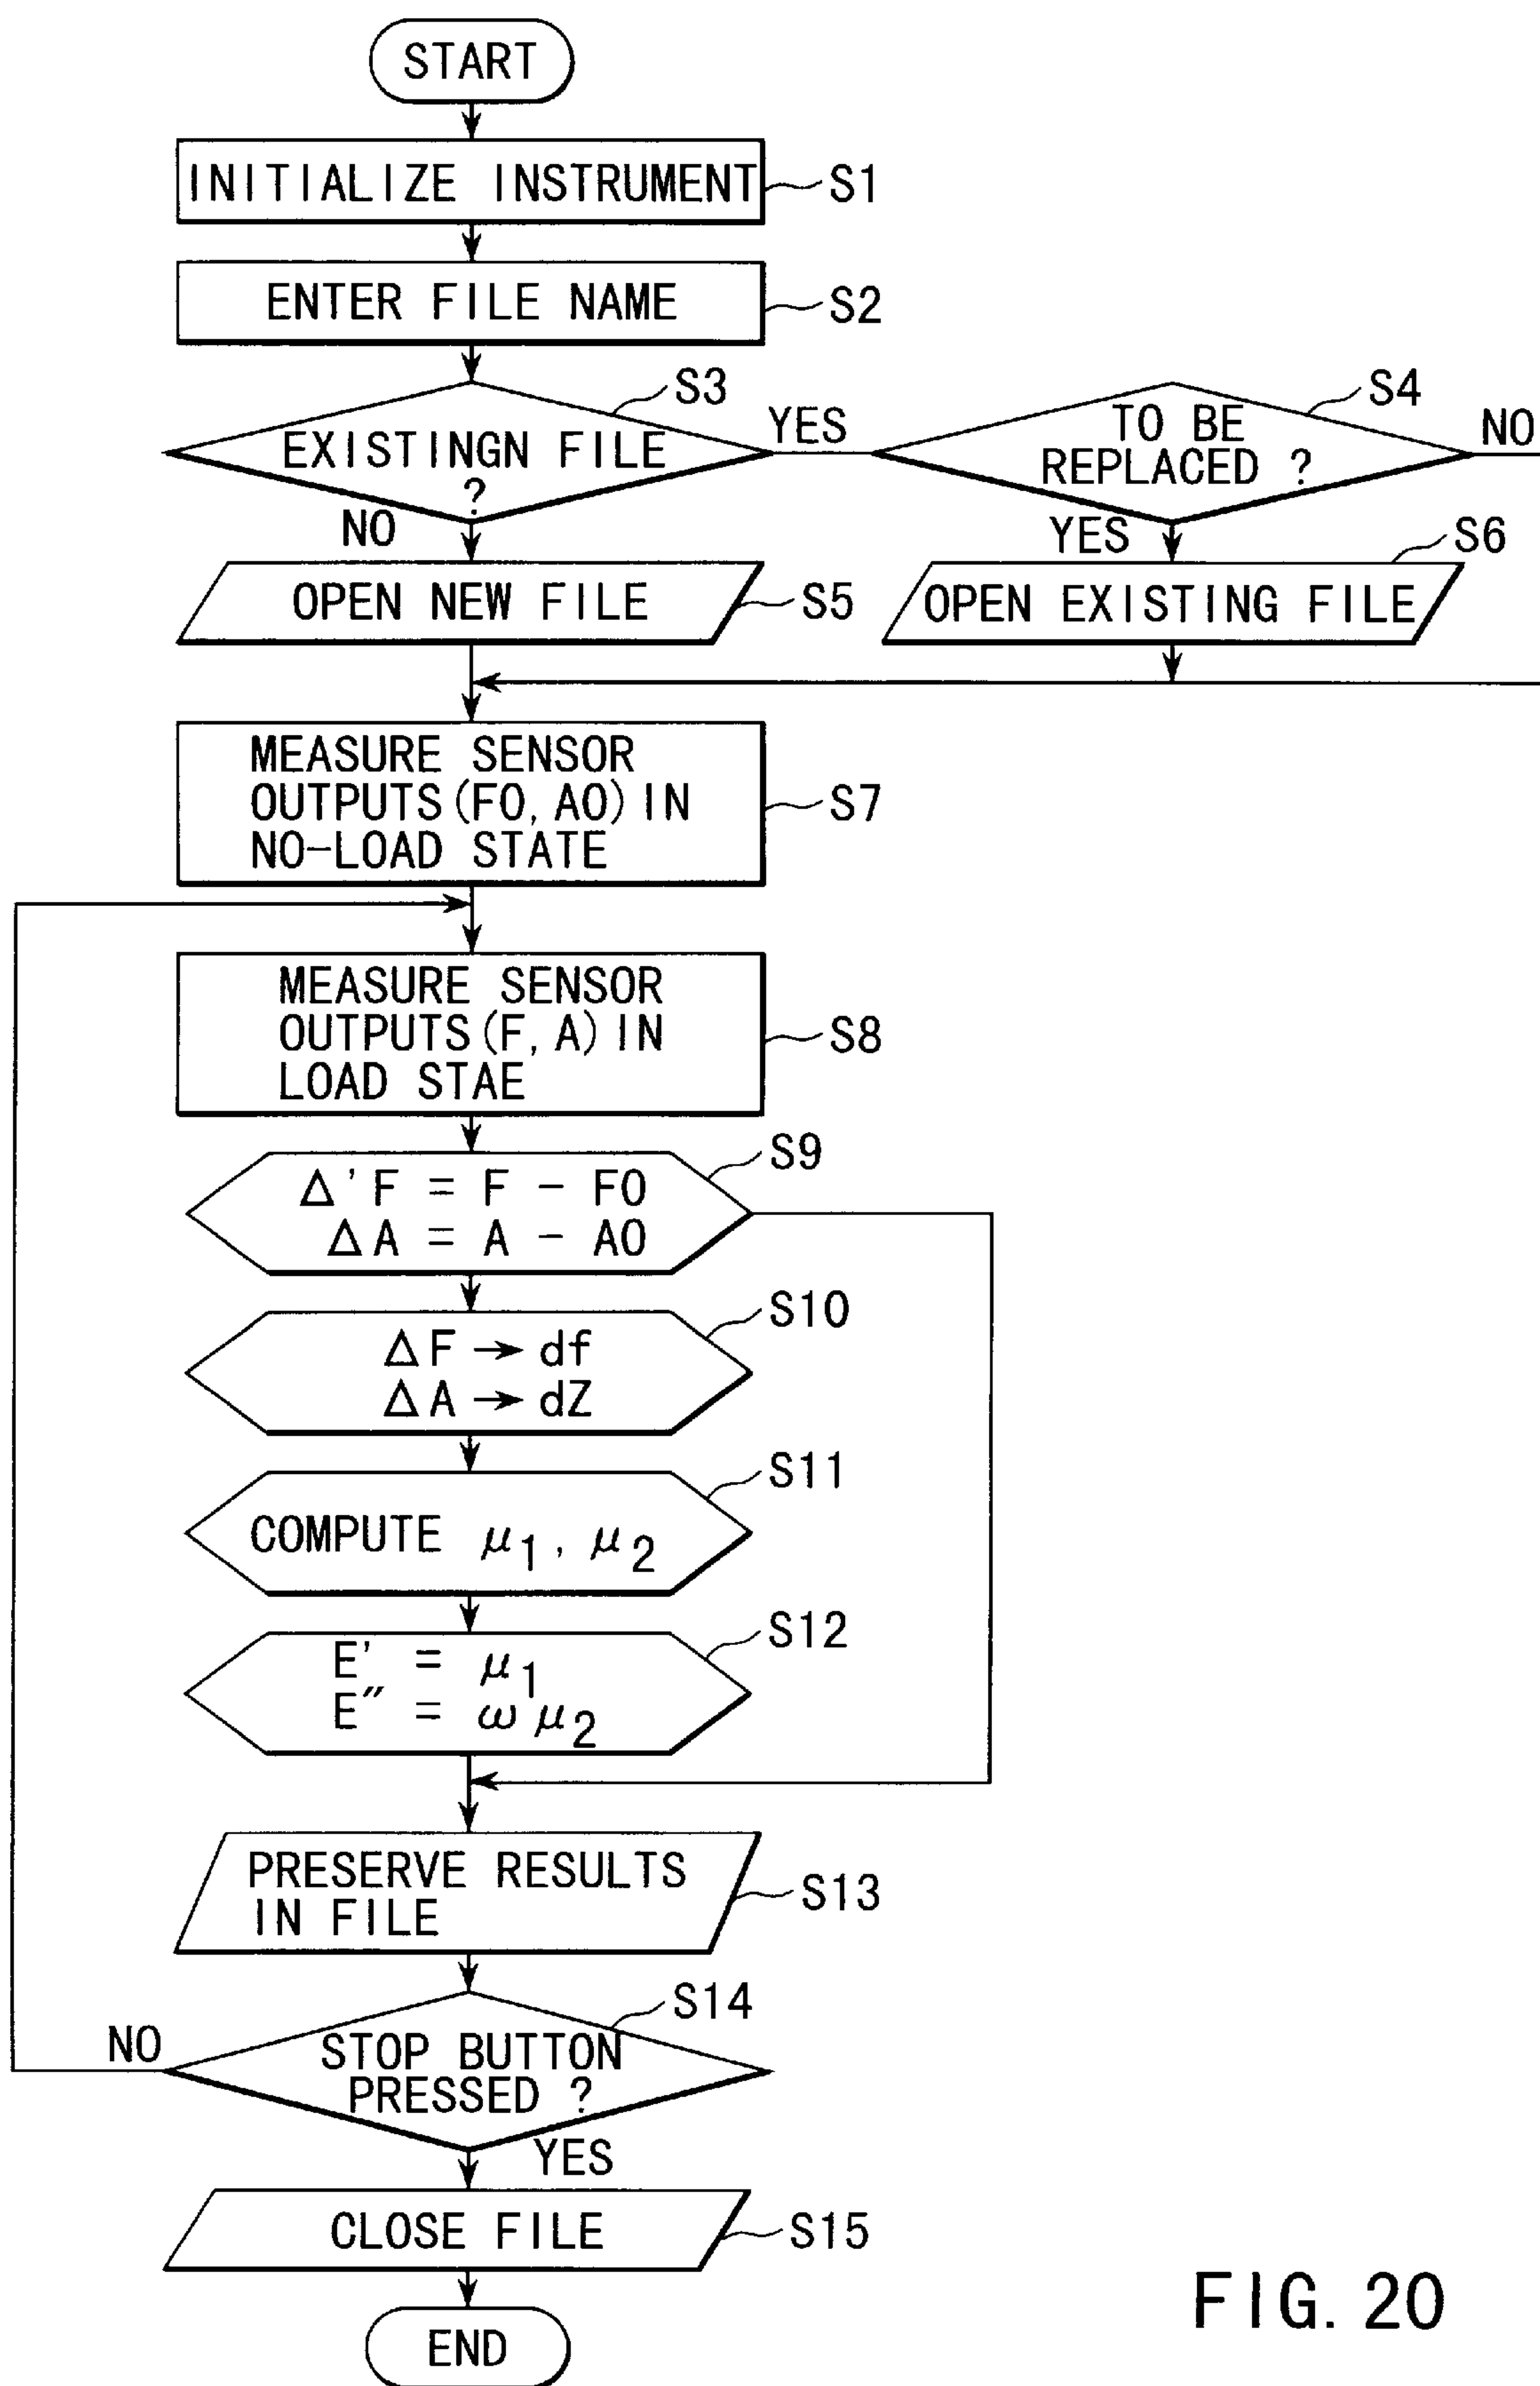 START
INITIALIZE INSTRUMENT
S1
ENTER FILE NAME
S2
S3
EXISTINGN FILE
?
YES
NO
S4
TO BE
REPLACED ?
NO
YES
OPEN NEW FILE
S5
S6
OPEN EXISTING FILE
MEASURE SENSOR
OUTPUTS (F0, A0) IN
NO-LOAD STATE
S7
MEASURE SENSOR
OUTPUTS (F, A) IN
LOAD STAE
S8
S9
Δ'F = F - F0
ΔA = A - A0
S10
ΔF → df
ΔA → dZ
S11
COMPUTE μ1, μ2
S12
E' = μ1
E″ = ωμ2
PRESERVE RESULTS
IN FILE
S13
S14
NO
STOP BUTTON
PRESSED ?
YES
CLOSE FILE
S15
END
FIG. 20